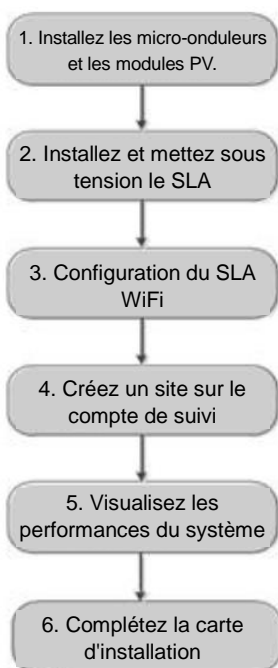 1. Installez les micro-onduleurs
et les modules PV.
2. Installez et mettez sous
tension le SLA
3. Configuration du SLA
WiFi
4. Créez un site sur le
compte de suivi
5. Visualisez les
performances du système
6. Complétez la carte
d'installation